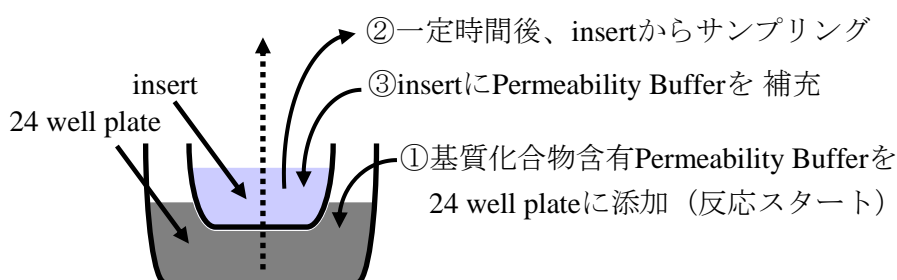 ②一定時間後、insertからサンプリング
insert
③insertにPermeability Bufferを 補充
24 well plate
①基質化合物含有Permeability Bufferを
24 well plateに添加（反応スタート）